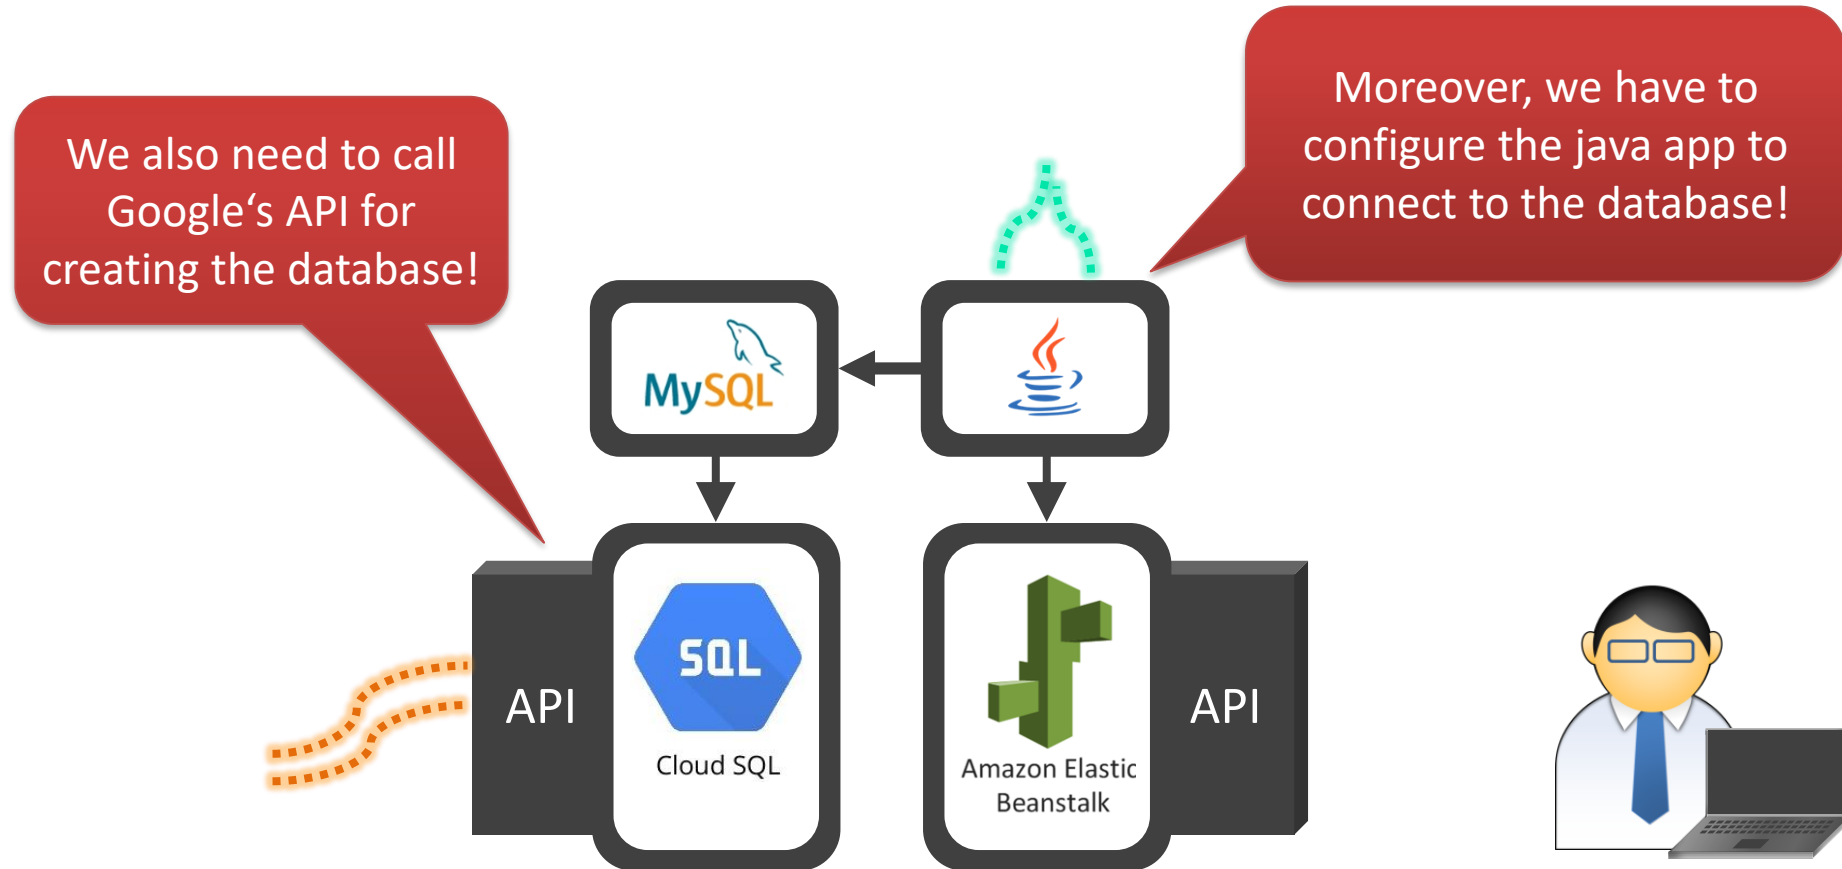 Moreover, we have to
configure the java app to
connect to the database!
We also need to call
Google‘s API for
creating the database!
MySQL
SQL
Cloud SQL
API
Amazon Elastic
Beanstalk
API